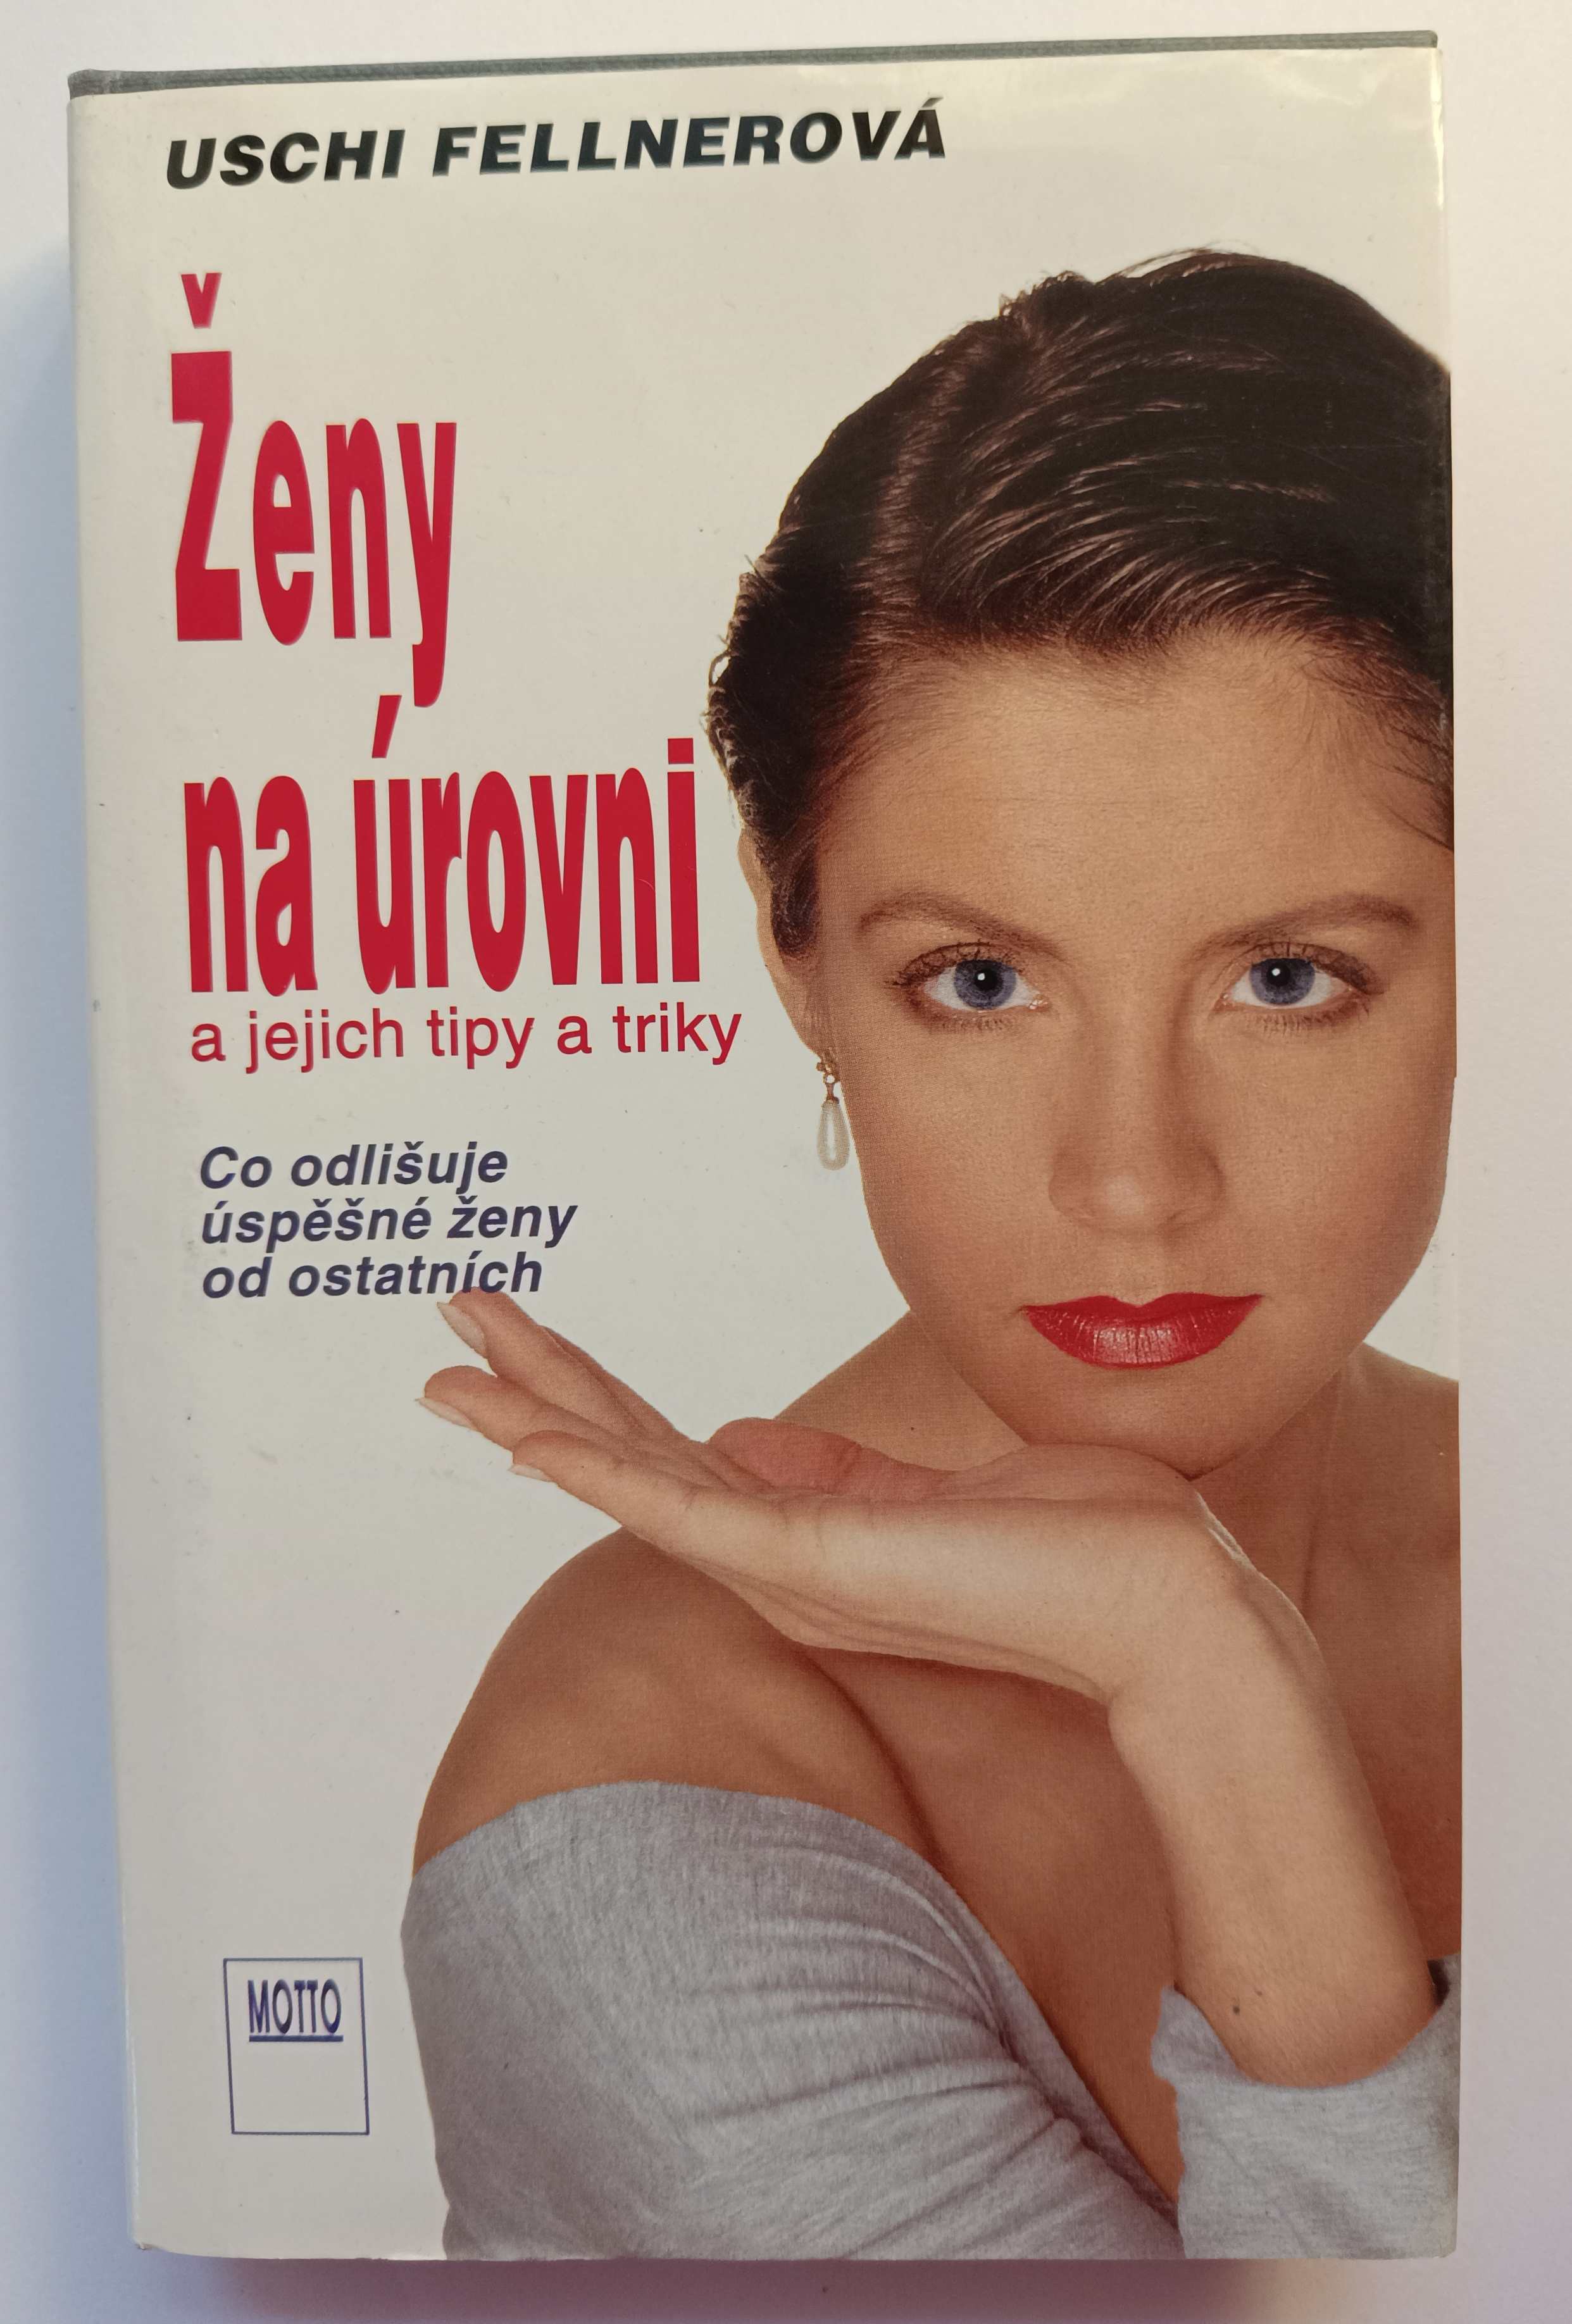 USCHI FELLNEROVÁ
Ženy
na úrovni
a jejich tipy a triky
Co odlišuje
úspěšné ženy
od ostatních
MOTTO